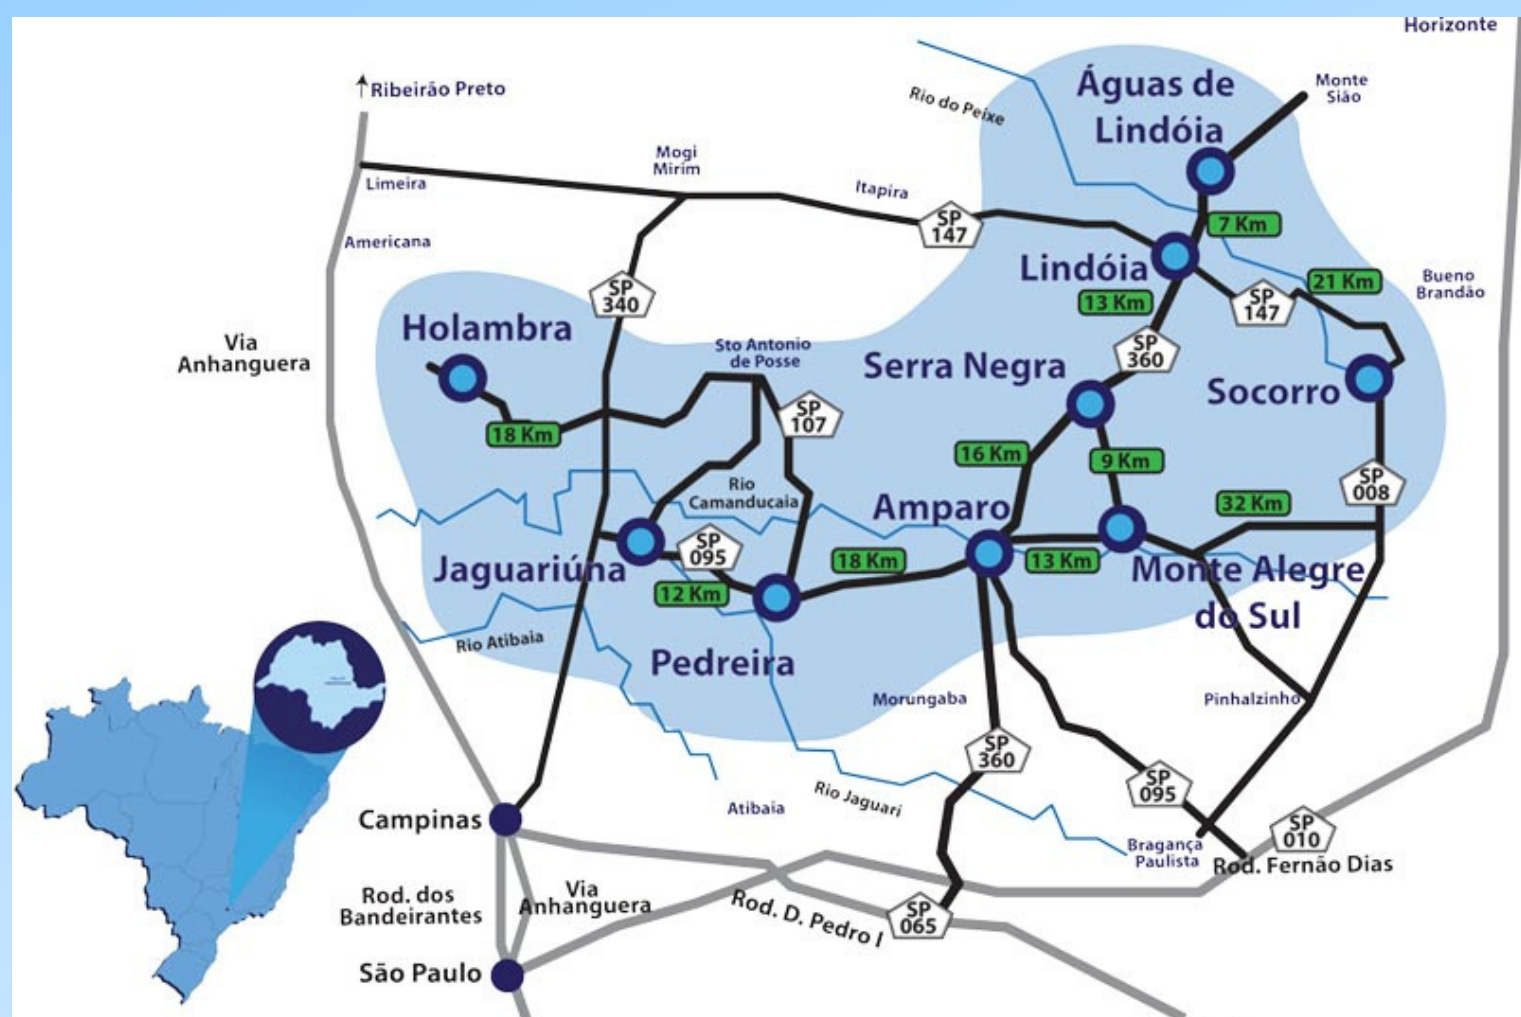 Horizonte
Ribeirão Preto
Águas de
Lindóia
Monte
Sião
Rio do Peixe
Mogi
Mirim
Limeira
Itapira
SP
147
7 Km
Americana
Lindóia
21 Km
Bueno
Brandão
13 Km
SP
147
SP
340
Holambra
Via
Anhanguera
Sto Antonio
de Posse
SP
360
Serra Negra
Socorro
SP
107
18 Km
16 Km
9 Km
Rio
Camanducaia
SP
008
32 Km
Amparo
SP
095
Jaguariúna
18 Km
13 Km
Monte Alegre
do Sul
12 Km
Rio Atibaia
Pedreira
Morungaba
Pinhalzinho
SP
360
SP
095
Rio Jaguari
Atibaia
Campinas
SP
010
Bragança
Paulista
Rod. Fernão Dias
Rod. dos
Bandeirantes
Via
Anhanguera
Rod. D. Pedro I
SP
065
São Paulo